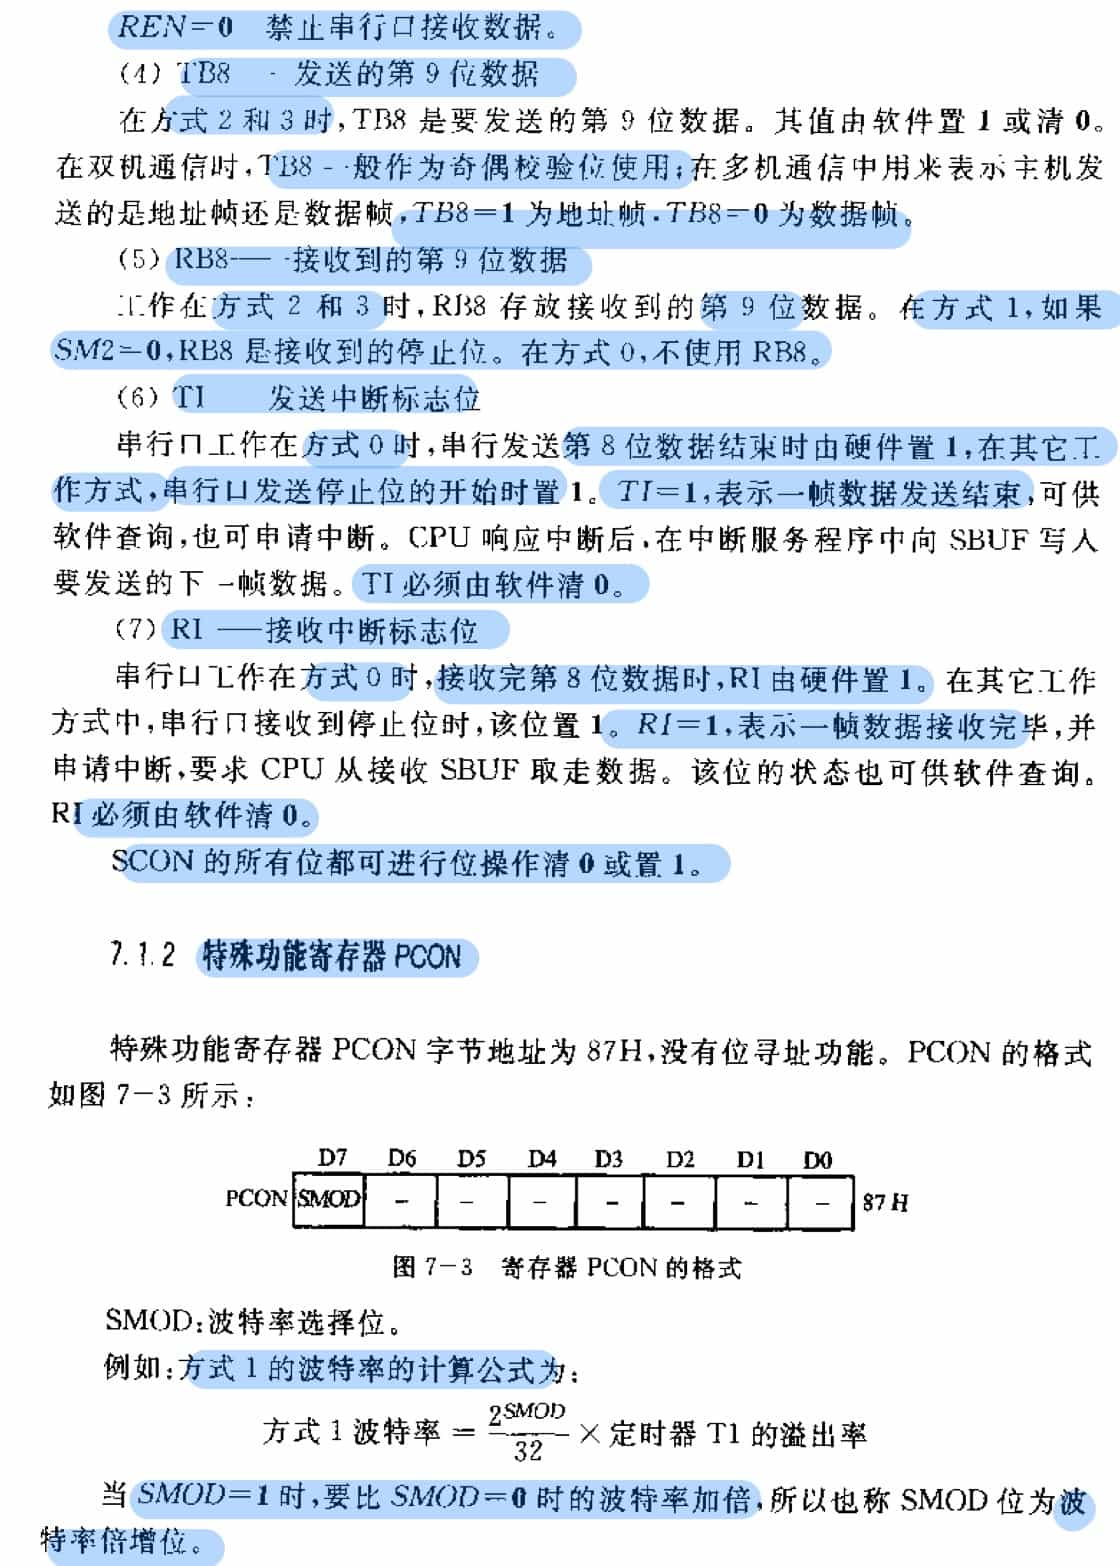 REN=0 禁止串行口接收数据。
(4) TB8 - 发送的第 9 位数据
在方式 2 和 3 时,TB8 是要发送的第 9 位数据。其值由软件置 1 或清 0。
在双机通信时,TB8 一般作为奇偶校验位使用;在多机通信中用来表示主机发
送的是地址帧还是数据帧,TB8=1 为地址帧.TB8=0 为数据帧。
(5) RB8——接收到的第 9 位数据
工作在方式 2 和 3 时,RB8 存放接收到的第 9 位数据。在方式 1,如果
SM2=0,RB8 是接收到的停止位。在方式 0,不使用 RB8。
(6) TI 发送中断标志位
串行口工作在方式 0 时,串行发送第 8 位数据结束时由硬件置 1,在其它工
作方式,串行口发送停止位的开始时置 1。TI=1,表示一帧数据发送结束,可供
软件查询,也可申请中断。CPU 响应中断后,在中断服务程序中向 SBUF 写入
要发送的下一帧数据。TI 必须由软件清 0。
(7) RI ——接收中断标志位
串行口工作在方式 0 时,接收完第 8 位数据时,RI 由硬件置 1。在其它工作
方式中,串行口接收到停止位时,该位置 1。RI=1,表示一帧数据接收完毕,并
申请中断,要求 CPU 从接收 SBUF 取走数据。该位的状态也可供软件查询。
RI 必须由软件清 0。
SCON 的所有位都可进行位操作清 0 或置 1。
7.1.2 特殊功能寄存器 PCON
特殊功能寄存器 PCON 字节地址为 87H,没有位寻址功能。PCON 的格式
如图 7-3 所示:
D7 D6 D5 D4 D3 D2 D1 D0
PCON SMOD - - - - - - - 87H
图 7-3 寄存器 PCON 的格式
SMOD:波特率选择位。
例如:方式 1 的波特率的计算公式为:
方式 1 波特率 = 2^SMOD/32 × 定时器 T1 的溢出率
当 SMOD=1 时,要比 SMOD=0 时的波特率加倍,所以也称 SMOD 位为波
特率倍增位。